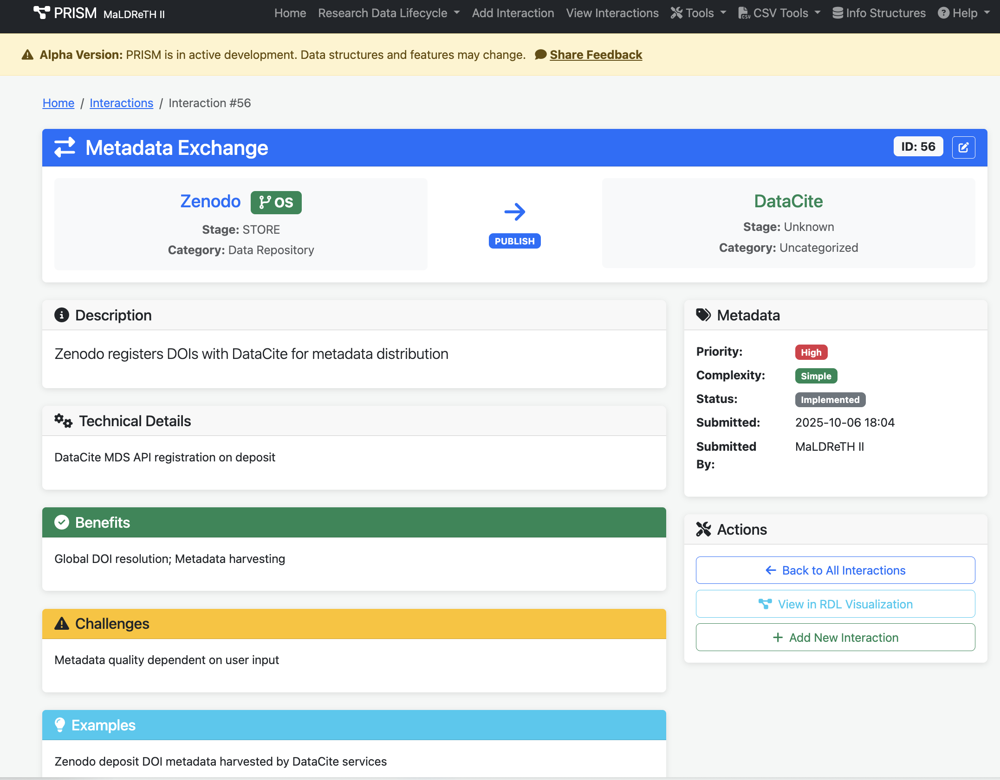 PRISM MaLDReTH II
Home Research Data Lifecycle Add Interaction View Interactions Tools CSV Tools Info Structures Help
Alpha Version: PRISM is in active development. Data structures and features may change. Share Feedback
Home / Interactions / Interaction #56
Metadata Exchange
ID: 56
Zenodo OS
Stage: STORE
Category: Data Repository
PUBLISH
DataCite
Stage: Unknown
Category: Uncategorized
Description
Zenodo registers DOIs with DataCite for metadata distribution
Technical Details
DataCite MDS API registration on deposit
Benefits
Global DOI resolution; Metadata harvesting
Challenges
Metadata quality dependent on user input
Examples
Zenodo deposit DOI metadata harvested by DataCite services
Metadata
Priority: High
Complexity: Simple
Status: Implemented
Submitted: 2025-10-06 18:04
Submitted MaLDReTH II
By:
Actions
Back to All Interactions
View in RDL Visualization
Add New Interaction